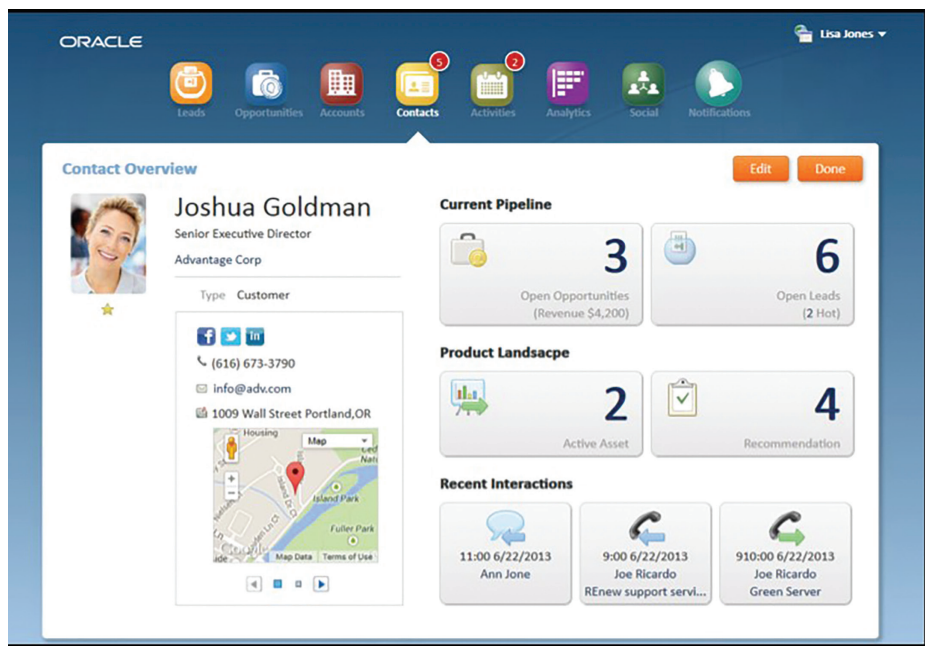 ORACLE
Lisa Jones
5
2
Leads
Opportunities
Accounts
Contacts
Activities
Analytics
Social
Notifications
Contact Overview
Edit
Done
Joshua Goldman
Senior Executive Director
Advantage Corp
Type Customer
f
in
(616) 673-3790
info@adv.com
1009 Wall Street Portland,OR
Housing
Map
Island Dr Ct
Island Park
Fuller Park
Google
Map Data
Terms of Use
Current Pipeline
3
Open Opportunities
(Revenue $4,200)
6
Open Leads
(2 Hot)
Product Landsacpe
2
Active Asset
4
Recommendation
Recent Interactions
11:00 6/22/2013
Ann Jone
9:00 6/22/2013
Joe Ricardo
REnew support servi...
910:00 6/22/2013
Joe Ricardo
Green Server